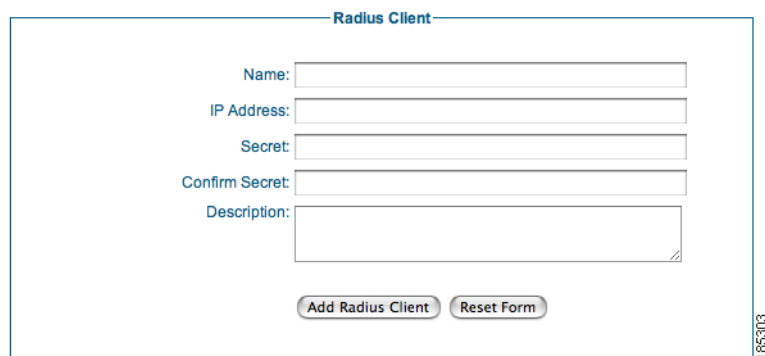 Radius Client
Name:
IP Address:
Secret:
Confirm Secret:
Description:
Add Radius Client Reset Form
185303